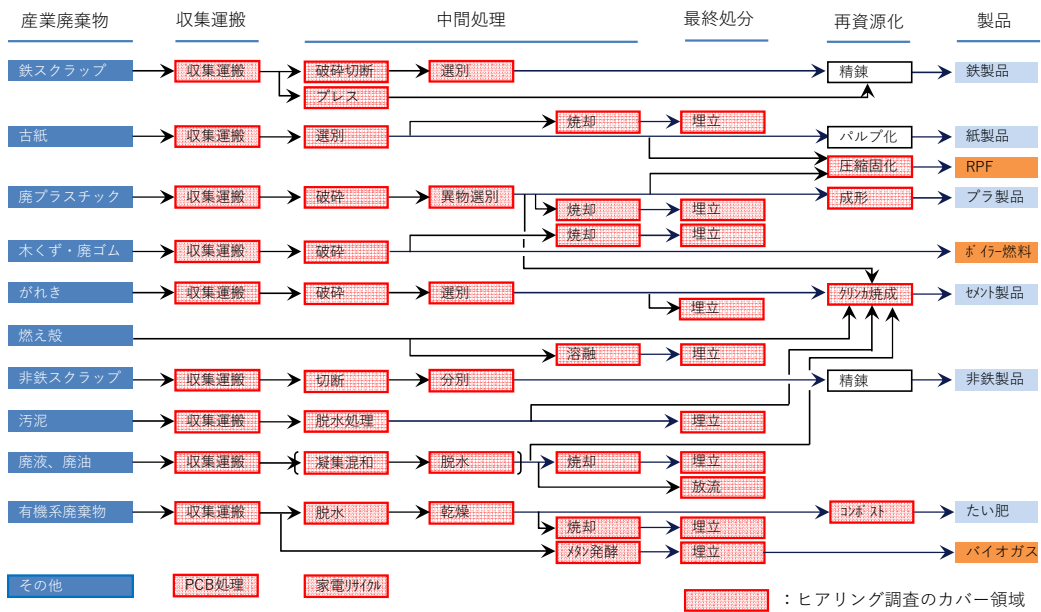 産業廃棄物 収集運搬 中間処理 最終処分 再資源化 製品
鉄スクラップ 収集運搬 破砕切断 選別 精錬 鉄製品
プレス
焼却 埋立
古紙 収集運搬 選別 パルプ化 紙製品
圧縮固化 RPF
廃プラスチック 収集運搬 破砕 異物選別 成形 プラ製品
焼却 埋立
焼却 埋立
木くず・廃ゴム 収集運搬 破砕 ボイラー燃料
がれき 収集運搬 破砕 選別 クリンカ焼成 セメント製品
埋立
燃え殻
溶融 埋立
非鉄スクラップ 収集運搬 切断 分別 精錬 非鉄製品
汚泥 収集運搬 脱水処理 埋立
廃液、廃油 収集運搬 凝集混和 脱水 焼却 埋立
放流
有機系廃棄物 収集運搬 脱水 乾燥 コンポスト たい肥
焼却 埋立
メタン発酵 埋立 バイオガス
その他 PCB処理 家電リサイクル
：ヒアリング調査のカバー領域